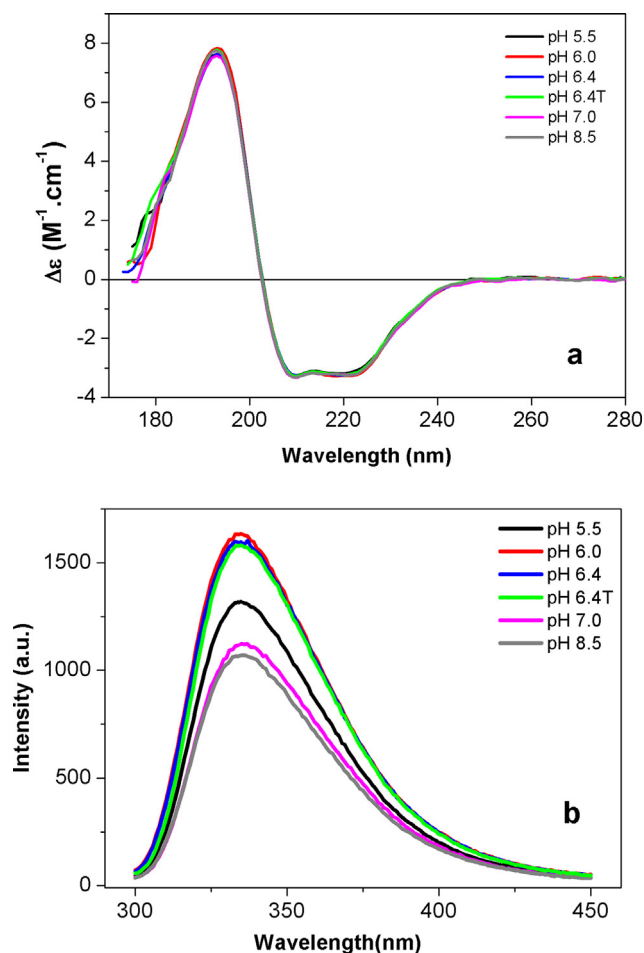 pH 5.5
pH 6.0
pH 6.4
pH 6.4T
pH 7.0
pH 8.5
8
6
4
2
0
-2
-4
Δε (M⁻¹.cm⁻¹)
a
180 200 220 240 260 280
Wavelength (nm)
pH 5.5
pH 6.0
pH 6.4
pH 6.4T
pH 7.0
pH 8.5
1500
1000
500
0
Intensity (a.u.)
b
300 350 400 450
Wavelength(nm)